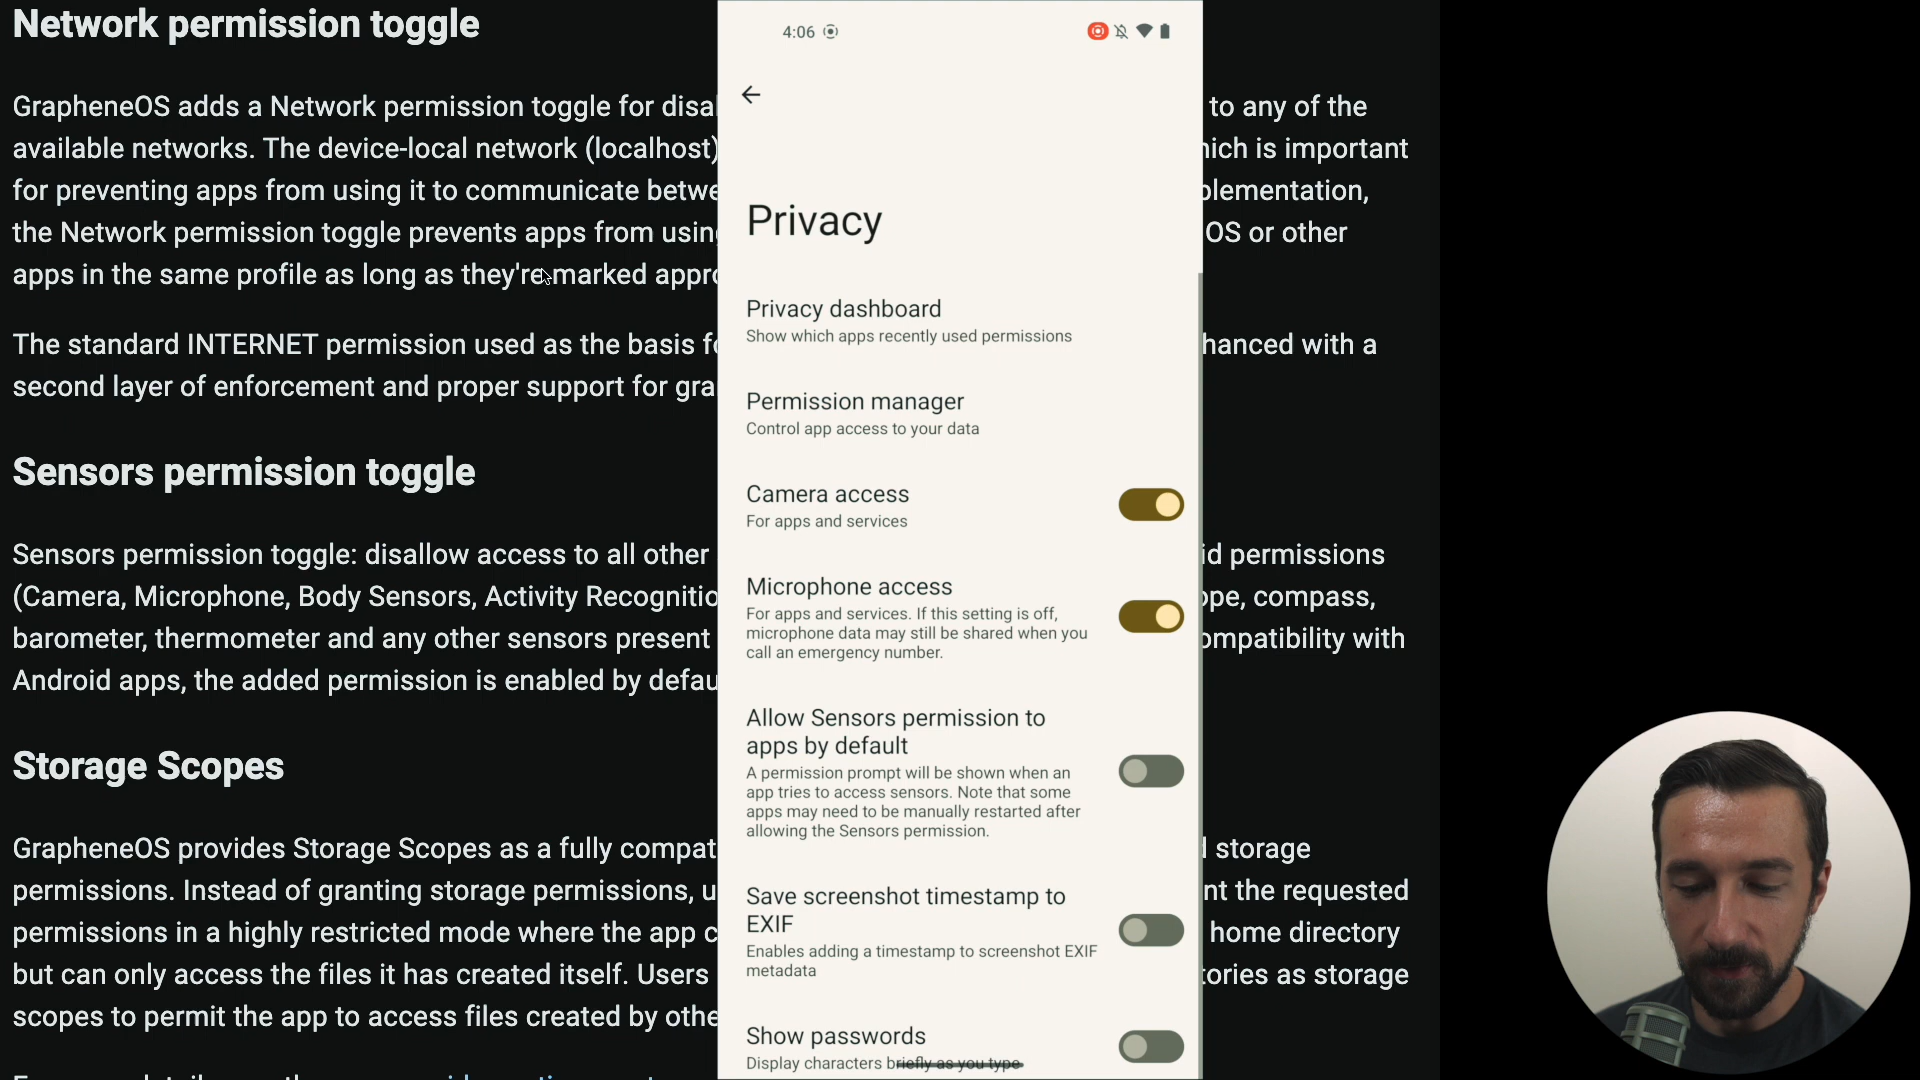 Network permission toggle
GrapheneOS adds a Network permission toggle for disal
to any of the
available networks. The device-local network (localhost)
hich is important
for preventing apps from using it to communicate betwe
plementation,
the Network permission toggle prevents apps from using
OS or other
apps in the same profile as long as they're marked appro
The standard INTERNET permission used as the basis fo
hanced with a
second layer of enforcement and proper support for gra
Sensors permission toggle
Sensors permission toggle: disallow access to all other
id permissions
(Camera, Microphone, Body Sensors, Activity Recognitio
ope, compass,
barometer, thermometer and any other sensors present
ompatibility with
Android apps, the added permission is enabled by defau
Storage Scopes
GrapheneOS provides Storage Scopes as a fully compat
d storage
permissions. Instead of granting storage permissions, u
nt the requested
permissions in a highly restricted mode where the app c
home directory
but can only access the files it has created itself. Users
tories as storage
scopes to permit the app to access files created by othe
4:06
Privacy
Privacy dashboard
Show which apps recently used permissions
Permission manager
Control app access to your data
Camera access
For apps and services
Microphone access
For apps and services. If this setting is off,
microphone data may still be shared when you
call an emergency number.
Allow Sensors permission to
apps by default
A permission prompt will be shown when an
app tries to access sensors. Note that some
apps may need to be manually restarted after
allowing the Sensors permission.
Save screenshot timestamp to
EXIF
Enables adding a timestamp to screenshot EXIF
metadata
Show passwords
Display characters briefly as you type